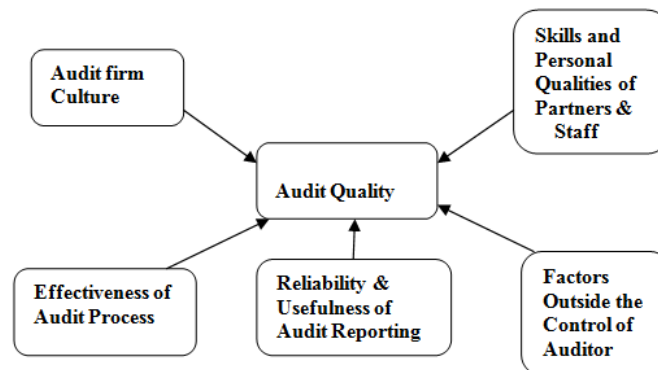 Audit firm
Culture
Skills and
Personal
Qualities of
Partners &
Staff
Audit Quality
Effectiveness of
Audit Process
Reliability &
Usefulness of
Audit Reporting
Factors
Outside the
Control of
Auditor